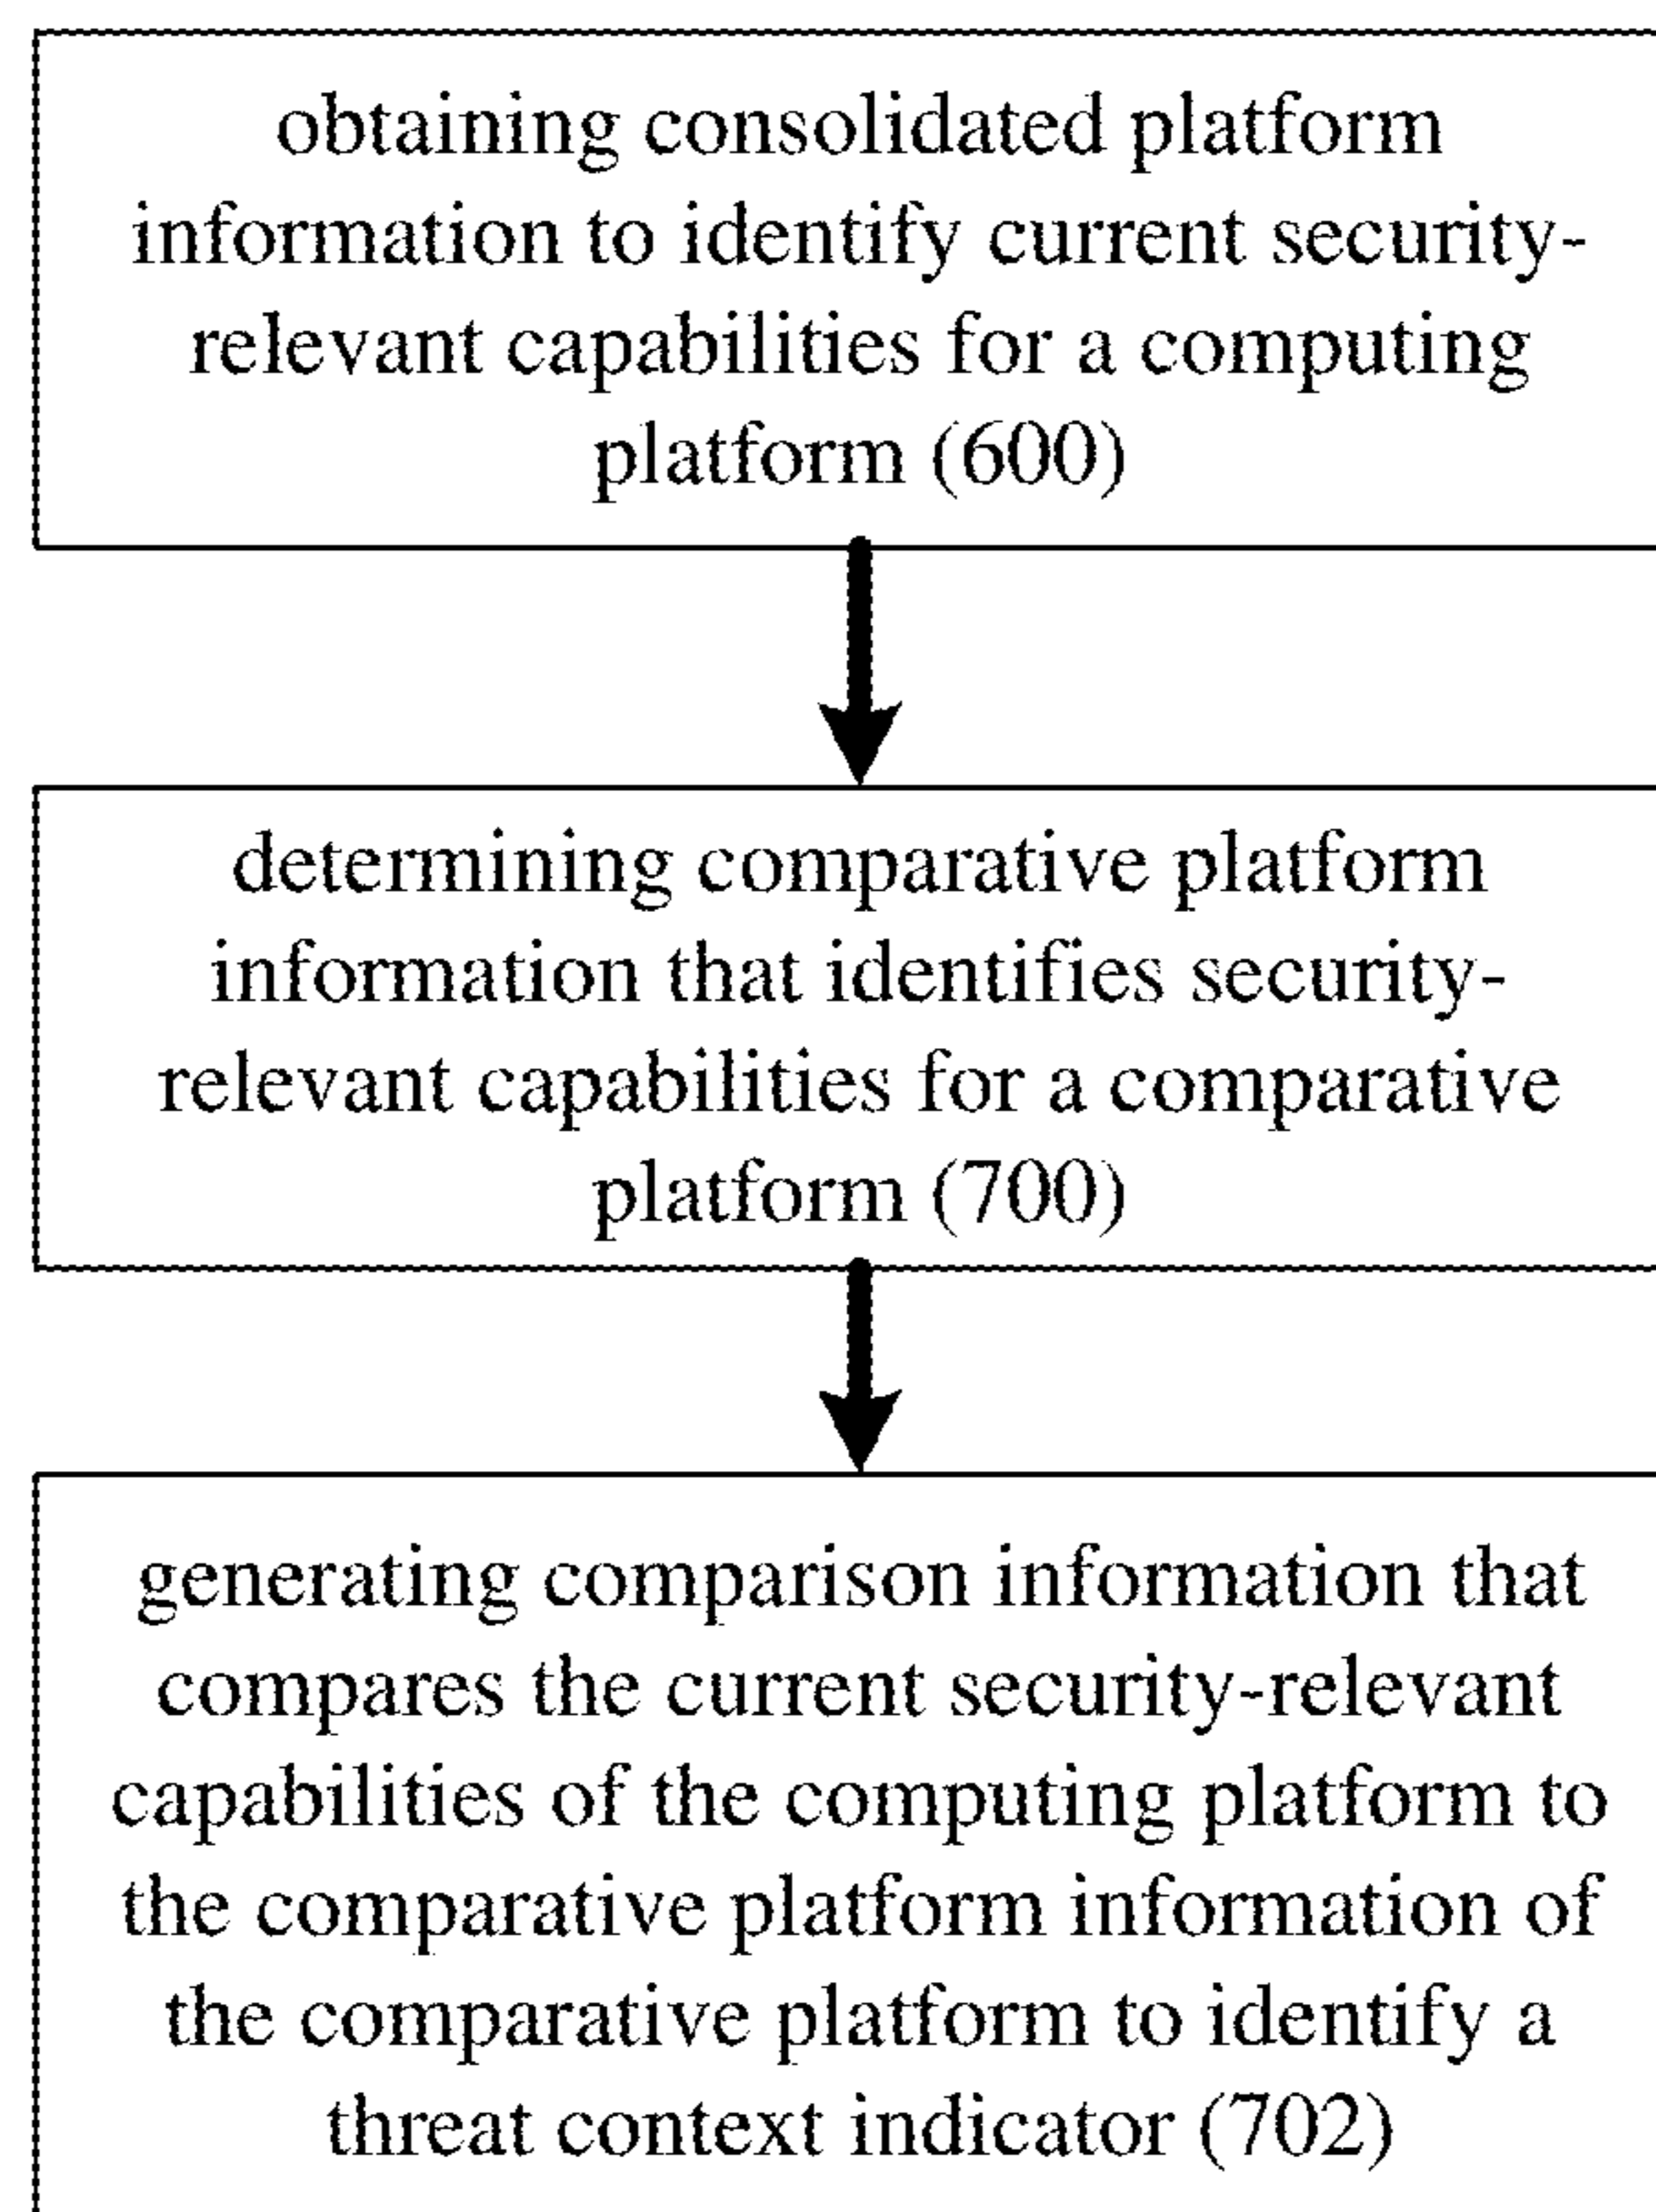 obtaining consolidated platform
information to identify current security-
relevant capabilities for a computing
platform (600)
determining comparative platform
information that identifies security-
relevant capabilities for a comparative
platform (700)
generating comparison information that
compares the current security-relevant
capabilities of the computing platform to
the comparative platform information of
the comparative platform to identify a
threat context indicator (702)